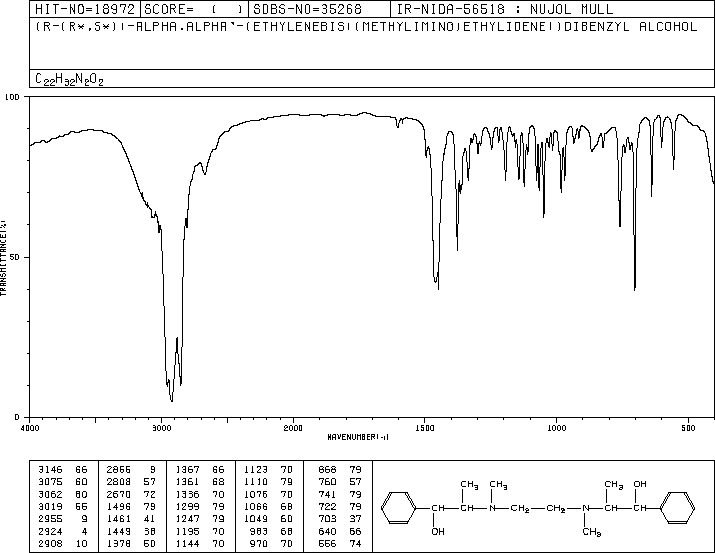 HIT-NO=18972 SCORE= ( ) SDBS-NO=35268 IR-NIDA-56518 : NUJOL MULL
(R-(R*,S*))-ALPHA.ALPHA'-(ETHYLENEBIS((METHYLIMINO)ETHYLIDENE))DIBENZYL ALCOHOL
C22H32N2O2
100
50
0
TRANSMITTANCE(%)
4000 3000 2000 1500 1000 500
WAVENUMBER(-1)
3146 66 2866 9 1367 66 1123 70 868 79
3075 60 2808 57 1361 68 1110 79 760 57
3062 60 2670 72 1336 70 1076 70 741 79
3019 55 1496 79 1299 79 1066 68 722 79
2955 9 1461 41 1247 79 1049 60 703 37
2924 4 1449 38 1195 70 983 68 640 66
2908 10 1378 50 1144 70 970 70 556 74
CH3 CH3 CH3 OH
CH CH N CH2 CH2 N CH CH
OH CH3